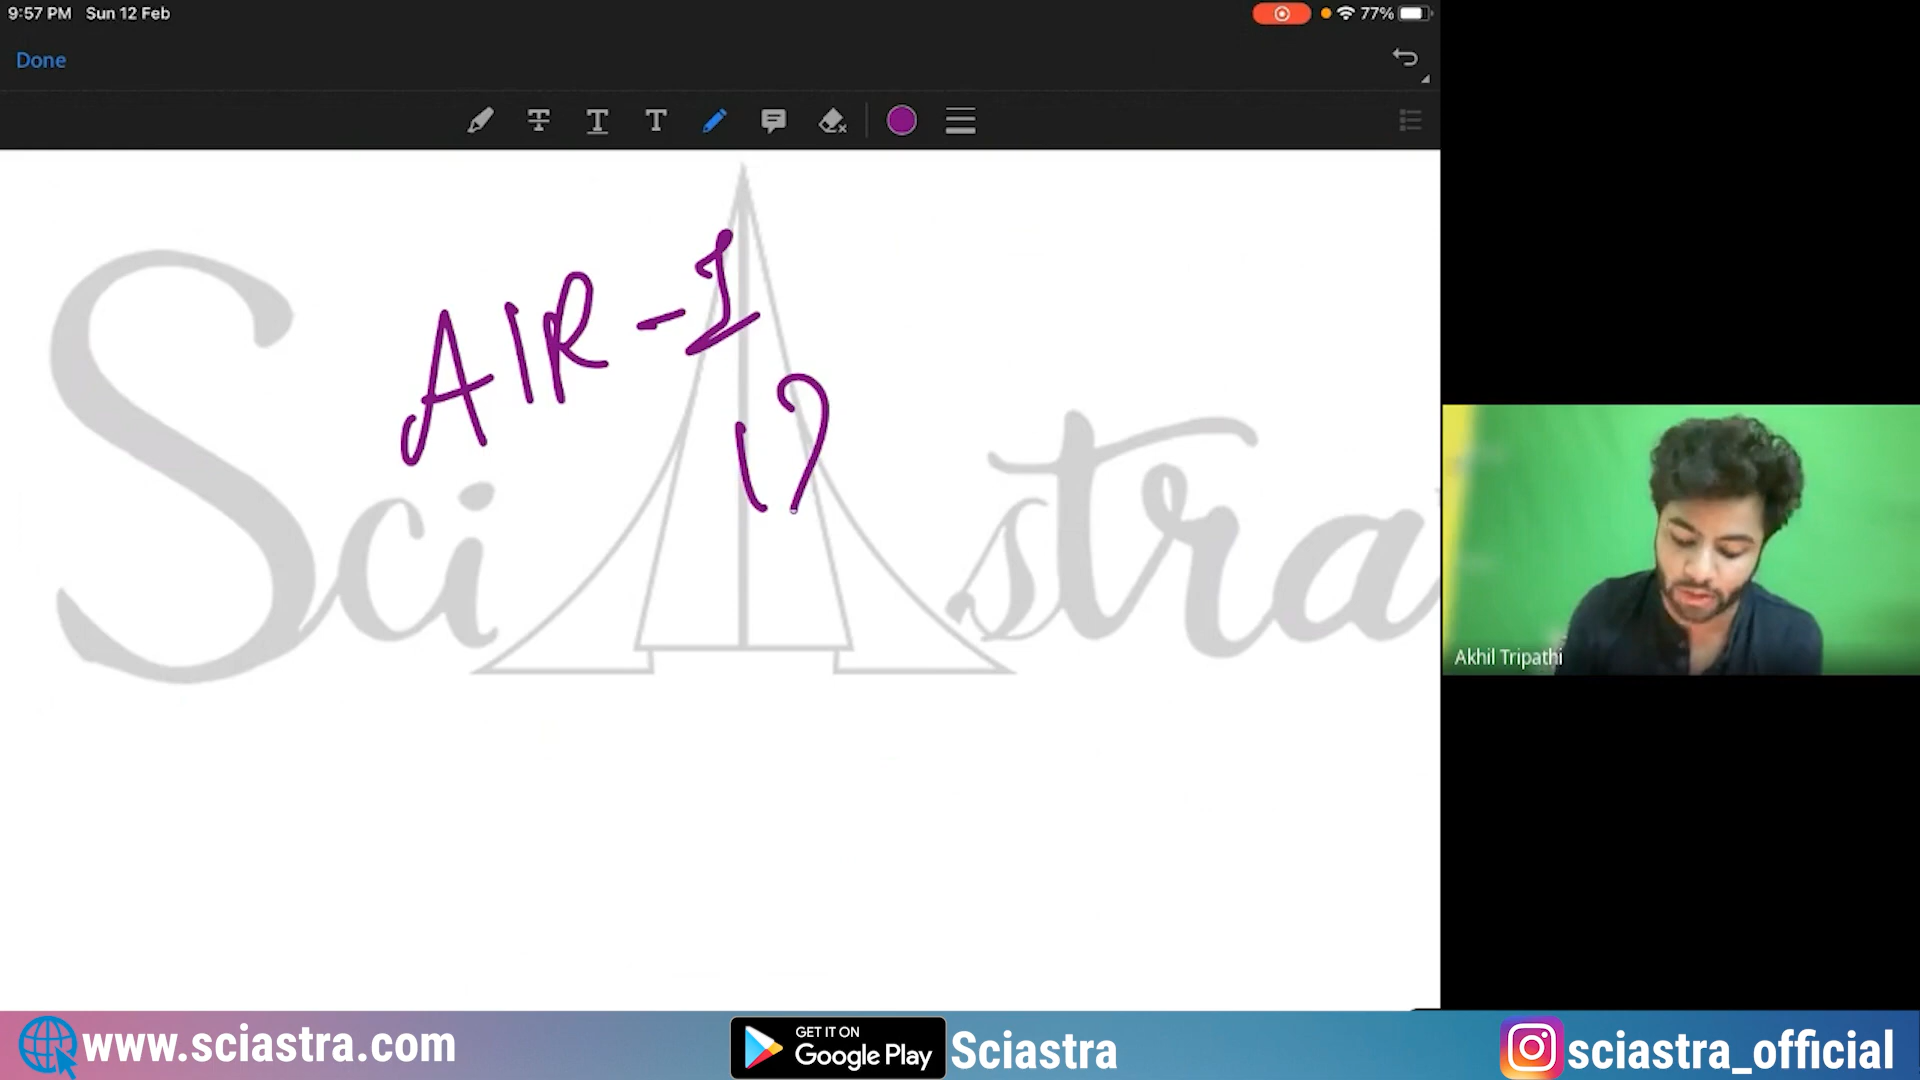 9:57 PM Sun 12 Feb
77%
Done
T T T
AIR - 1
SciAstra
Akhil Tripathi
www.sciastra.com
GET IT ON
Google Play
Sciastra
sciastra_official